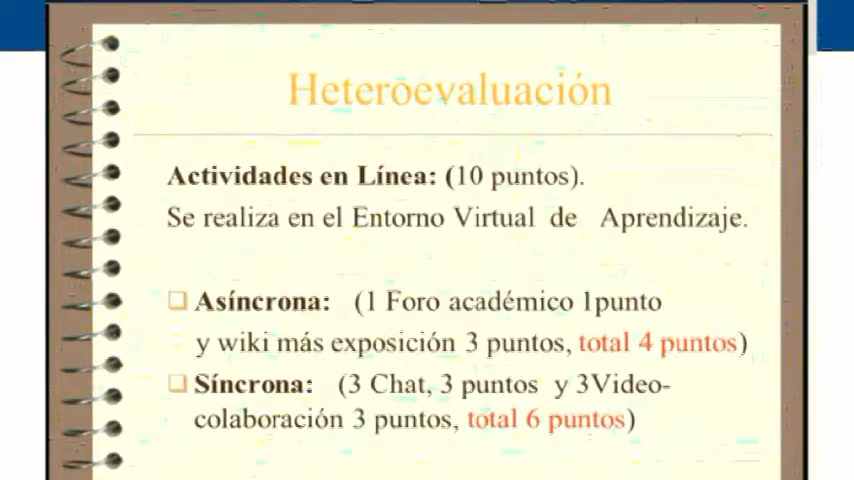 Heteroevaluación
Actividades en Línea: (10 puntos).
Se realiza en el Entorno Virtual de Aprendizaje.
Asíncrona: (1 Foro académico 1punto
y wiki más exposición 3 puntos, total 4 puntos)
Síncrona: (3 Chat, 3 puntos y 3Video-
colaboración 3 puntos, total 6 puntos)